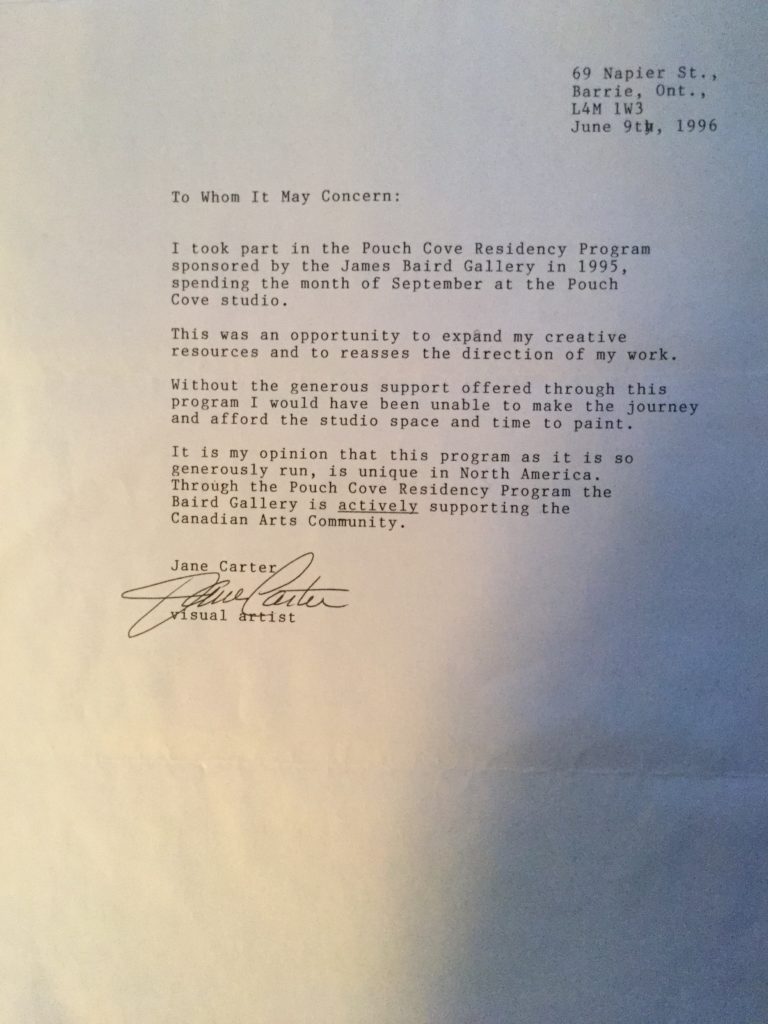 69 Napier St.,
Barrie, Ont.,
L4M 1W3
June 9th, 1996
To Whom It May Concern:
I took part in the Pouch Cove Residency Program
sponsored by the James Baird Gallery in 1995,
spending the month of September at the Pouch
Cove studio.
This was an opportunity to expand my creative
resources and to reasses the direction of my work.
Without the generous support offered through this
program I would have been unable to make the journey
and afford the studio space and time to paint.
It is my opinion that this program as it is so
generously run, is unique in North America.
Through the Pouch Cove Residency Program the
Baird Gallery is actively supporting the
Canadian Arts Community.
Jane Carter
Jane Carter
visual artist